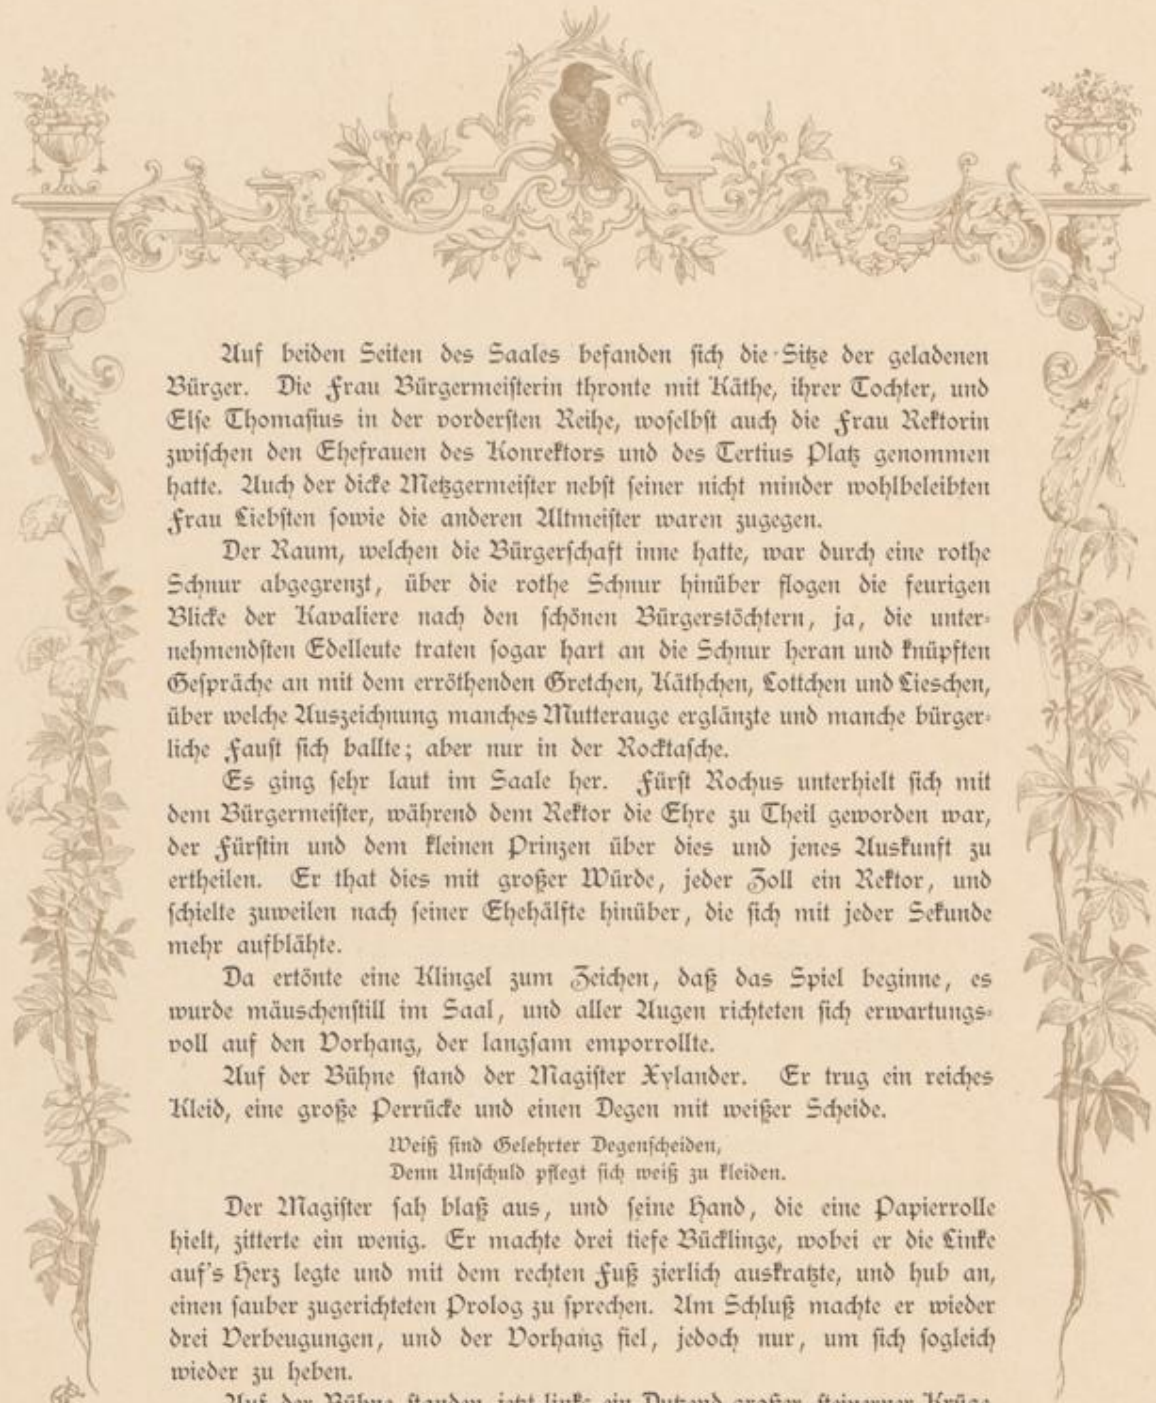 Auf beiden Seiten des Saales befanden sich die Sitze der geladenen
Bürger. Die Frau Bürgermeisterin thronte mit Käthe, ihrer Tochter, und
Else Thomasius in der vordersten Reihe, woselbst auch die Frau Rektorin
zwischen den Ehefrauen des Konrektors und des Tertius Platz genommen
hatte. Auch der dicke Metzgermeister nebst seiner nicht minder wohlbeleibten
Frau Liebsten sowie die anderen Altmeister waren zugegen.
Der Raum, welchen die Bürgerschaft inne hatte, war durch eine rothe
Schnur abgegrenzt, über die rothe Schnur hinüber flogen die feurigen
Blicke der Kavaliere nach den schönen Bürgerstöchtern, ja, die unter-
nehmendsten Edelleute traten sogar hart an die Schnur heran und knüpften
Gespräche an mit dem erröthenden Gretchen, Käthchen, Lottchen und Lieschen,
über welche Auszeichnung manches Mutterauge erglänzte und manche bürger-
liche Faust sich ballte; aber nur in der Rocktasche.
Es ging sehr laut im Saale her. Fürst Rochus unterhielt sich mit
dem Bürgermeister, während dem Rektor die Ehre zu Theil geworden war,
der Fürstin und dem kleinen Prinzen über dies und jenes Auskunft zu
ertheilen. Er that dies mit großer Würde, jeder Zoll ein Rektor, und
schielte zuweilen nach seiner Ehehälfte hinüber, die sich mit jeder Sekunde
mehr aufblähte.
Da ertönte eine Klingel zum Zeichen, daß das Spiel beginne, es
wurde mäuschenstill im Saal, und aller Augen richteten sich erwartungs-
voll auf den Vorhang, der langsam emporrollte.
Auf der Bühne stand der Magister Xylander. Er trug ein reiches
Kleid, eine große Perrücke und einen Degen mit weißer Scheide.
Weiß sind Gelehrter Degenscheiden,
Denn Unschuld pflegt sich weiß zu kleiden.
Der Magister sah blaß aus, und seine Hand, die eine Papierrolle
hielt, zitterte ein wenig. Er machte drei tiefe Bücklinge, wobei er die Linke
auf's Herz legte und mit dem rechten Fuß zierlich auskratzte, und hub an,
einen sauber zugerichteten Prolog zu sprechen. Am Schluß machte er wieder
drei Verbeugungen, und der Vorhang fiel, jedoch nur, um sich sogleich
wieder zu heben.
Auf der Bühne standen jetzt links ein Dutzend großer steinerner Krüge